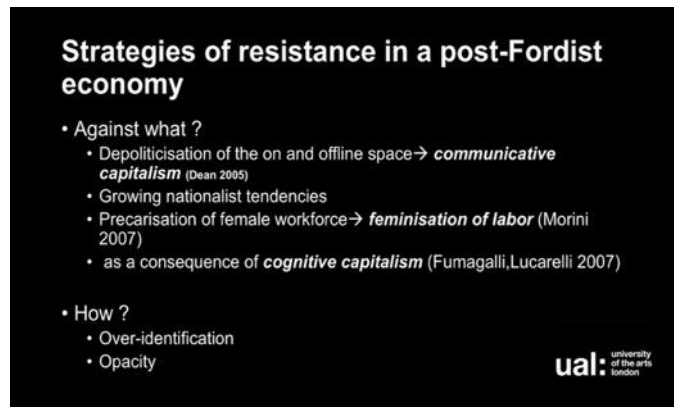 Strategies of resistance in a post-Fordist
economy
• Against what ?
• Depoliticisation of the on and offline space→ communicative
capitalism (Dean 2005)
• Growing nationalist tendencies
• Precarisation of female workforce→ feminisation of labor (Morini
2007)
• as a consequence of cognitive capitalism (Fumagalli,Lucarelli 2007)
• How ?
• Over-identification
• Opacity
ual: university
of the arts
london